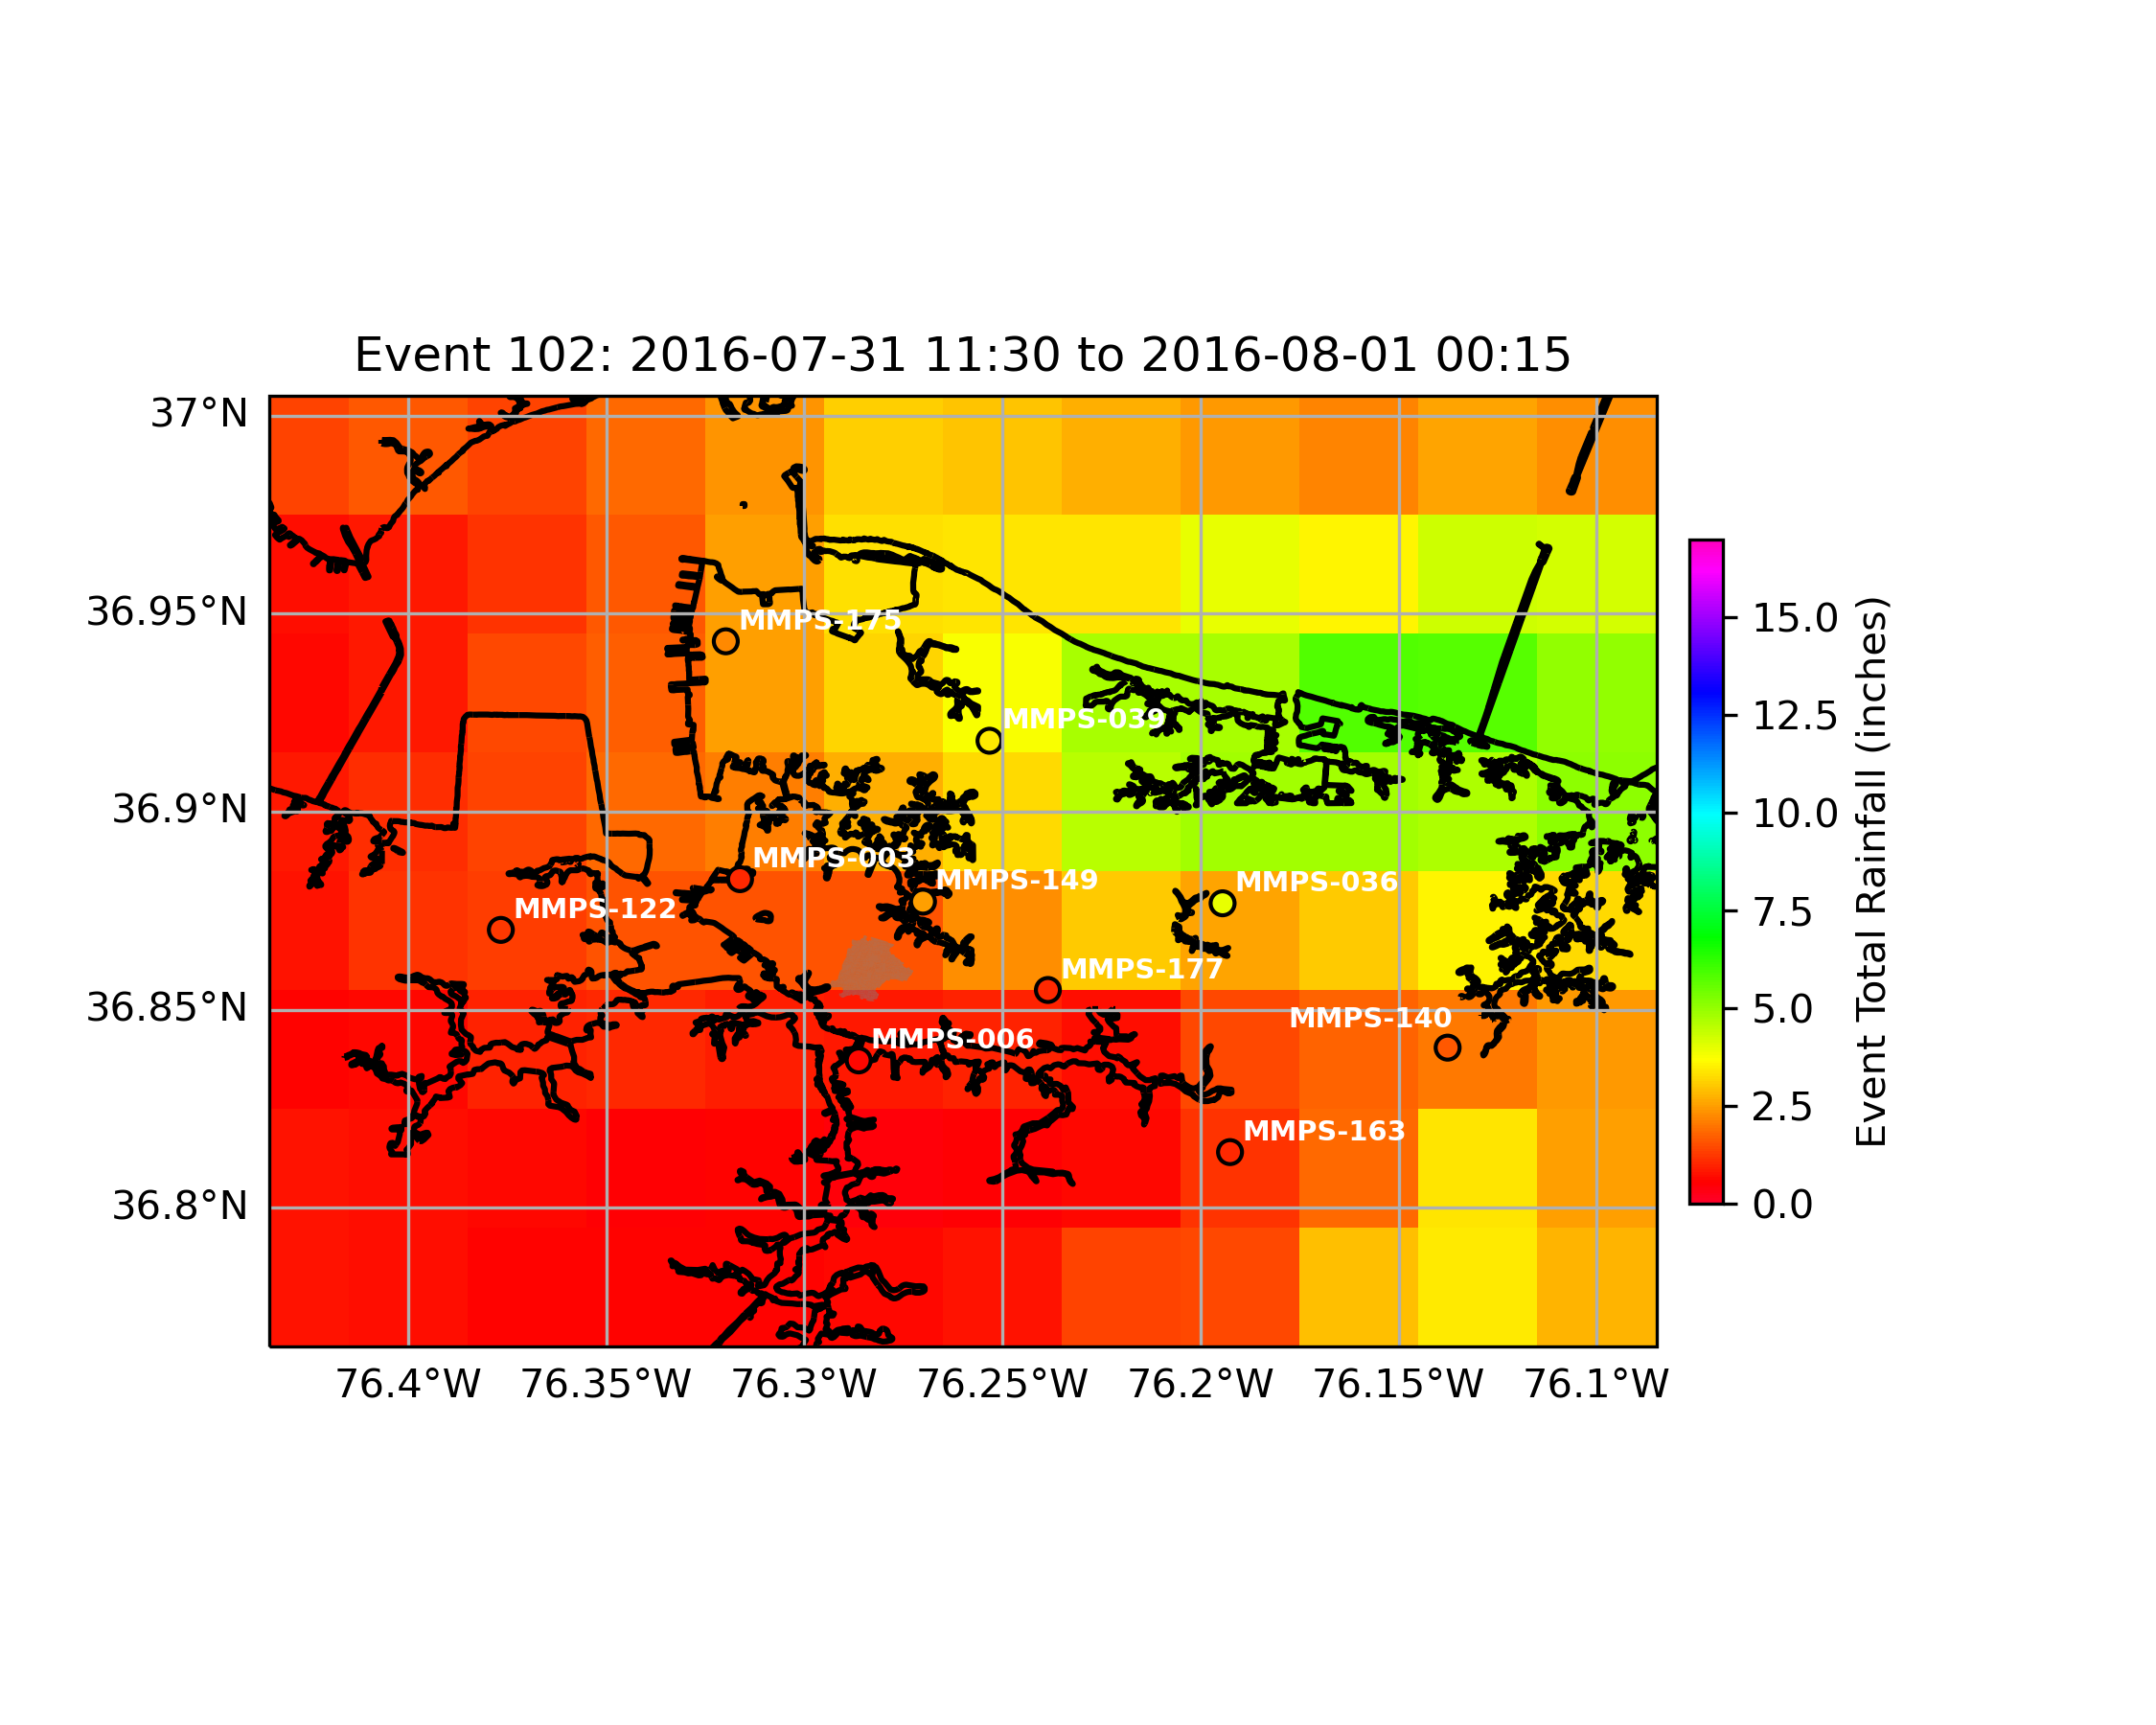 Event 102: 2016-07-31 11:30 to 2016-08-01 00:15
37°N
36.95°N
36.9°N
36.85°N
36.8°N
MMPS-175
MMPS-039
MMPS-003
MMPS-149
MMPS-036
MMPS-122
MMPS-177
MMPS-140
MMPS-006
MMPS-163
76.4°W
76.35°W
76.3°W
76.25°W
76.2°W
76.15°W
76.1°W
15.0
12.5
10.0
7.5
5.0
2.5
0.0
Event Total Rainfall (inches)